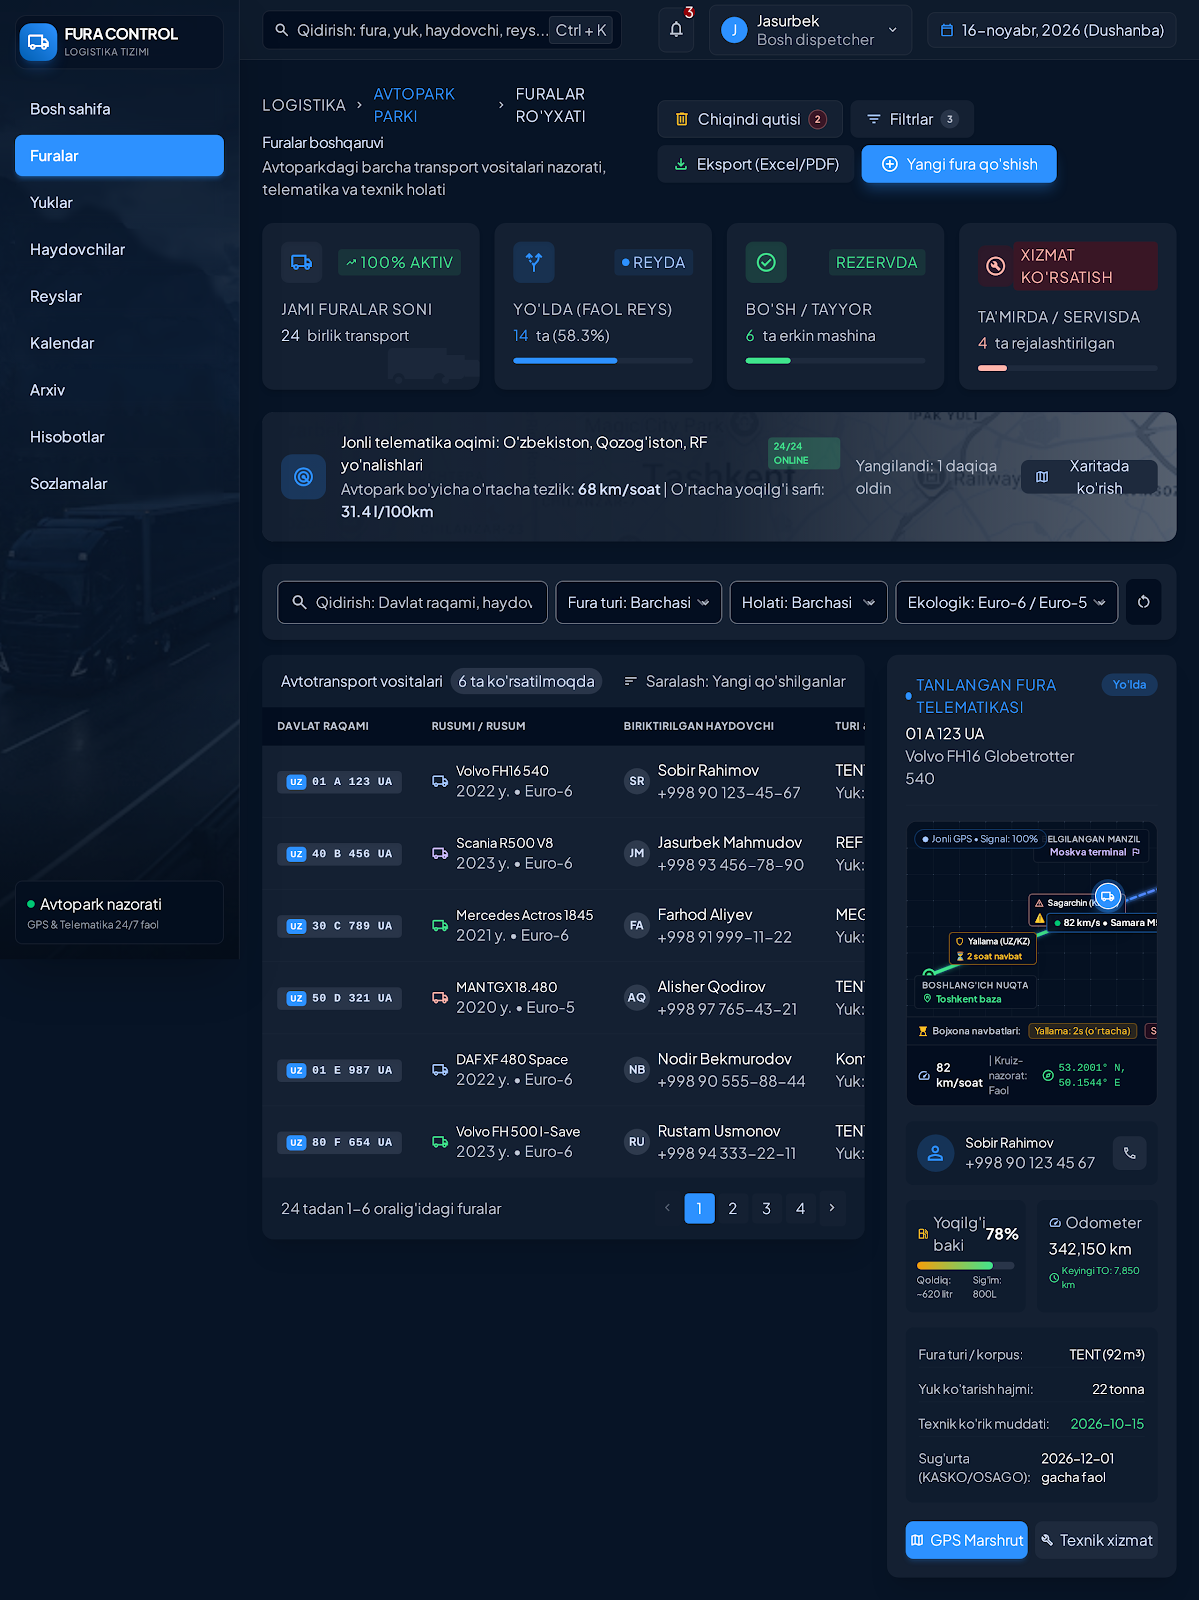 FURA CONTROL
LOGISTIKA TIZIMI
Bosh sahifa
Furalar
Yuklar
Haydovchilar
Reyslar
Kalendar
Arxiv
Hisobotlar
Sozlamalar
Avtopark nazorati
GPS & Telematika 24/7 faol
Qidirish: fura, yuk, haydovchi, reys... Ctrl + K
3
J
Jasurbek
Bosh dispetcher
16-noyabr, 2026 (Dushanba)
LOGISTIKA › AVTOPARK PARKI › FURALAR RO'YXATI
Furalar boshqaruvi
Avtoparkdagi barcha transport vositalari nazorati,
telematika va texnik holati
Chiqindi qutisi 2
Filtrlar 3
Eksport (Excel/PDF)
Yangi fura qo'shish
100% AKTIV
JAMI FURALAR SONI
24 birlik transport
REYDA
YO'LDA (FAOL REYS)
14 ta (58.3%)
REZERVDA
BO'SH / TAYYOR
6 ta erkin mashina
XIZMAT
KO'RSATISH
TA'MIRDA / SERVISDA
4 ta rejalashtirilgan
IPAK YULI
Tashkent
Railway
Jonli telematika oqimi: O'zbekiston, Qozog'iston, RF
yo'nalishlari
24/24
ONLINE
Avtopark bo'yicha o'rtacha tezlik: 68 km/soat | O'rtacha yoqilg'i sarfi:
31.4 l/100km
Yangilandi: 1 daqiqa
oldin
Xaritada
ko'rish
Qidirish: Davlat raqami, haydov
Fura turi: Barchasi
Holati: Barchasi
Ekologik: Euro-6 / Euro-5
Avtotransport vositalari 6 ta ko'rsatilmoqda
Saralash: Yangi qo'shilganlar
DAVLAT RAQAMI RUSUMI / RUSUM BIRIKTIRILGAN HAYDOVCHI TURI &
UZ 01 A 123 UA
Volvo FH16 540
2022 y. • Euro-6
SR
Sobir Rahimov
+998 90 123-45-67
TENT
Yuk:
UZ 40 B 456 UA
Scania R500 V8
2023 y. • Euro-6
JM
Jasurbek Mahmudov
+998 93 456-78-90
REF
Yuk:
UZ 30 C 789 UA
Mercedes Actros 1845
2021 y. • Euro-6
FA
Farhod Aliyev
+998 91 999-11-22
MEG
Yuk:
UZ 50 D 321 UA
MAN TGX 18.480
2020 y. • Euro-5
AQ
Alisher Qodirov
+998 97 765-43-21
TENT
Yuk:
UZ 01 E 987 UA
DAF XF 480 Space
2022 y. • Euro-6
NB
Nodir Bekmurodov
+998 90 555-88-44
Kon
Yuk:
UZ 80 F 654 UA
Volvo FH 500 I-Save
2023 y. • Euro-6
RU
Rustam Usmonov
+998 94 333-22-11
TENT
Yuk:
24 tadan 1-6 oralig'idagi furalar
‹ 1 2 3 4 ›
TANLANGAN FURA
TELEMATIKASI
Yo'lda
01 A 123 UA
Volvo FH16 Globetrotter
540
Jonli GPS • Signal: 100%
ELGILANGAN MANZIL
Moskva terminal
Sagarchin
82 km/s • Samara M5
Yallama (UZ/KZ)
2 soat navbat
BOSHLANG'ICH NUQTA
Toshkent baza
Bojxona navbatlari: Yallama: 2s (o'rtacha) S
82
km/soat
| Kruiz-
nazorat:
Faol
53.2001° N,
50.1544° E
Sobir Rahimov
+998 90 123 45 67
Yoqilg'i
baki
78%
Qoldiq:
~620 litr
Sig'im:
800L
Odometer
342,150 km
Keyingi TO: 7,850
km
Fura turi / korpus: TENT (92 m³)
Yuk ko'tarish hajmi: 22 tonna
Texnik ko'rik muddati: 2026-10-15
Sug'urta
(KASKO/OSAGO):
2026-12-01
gacha faol
GPS Marshrut
Texnik xizmat